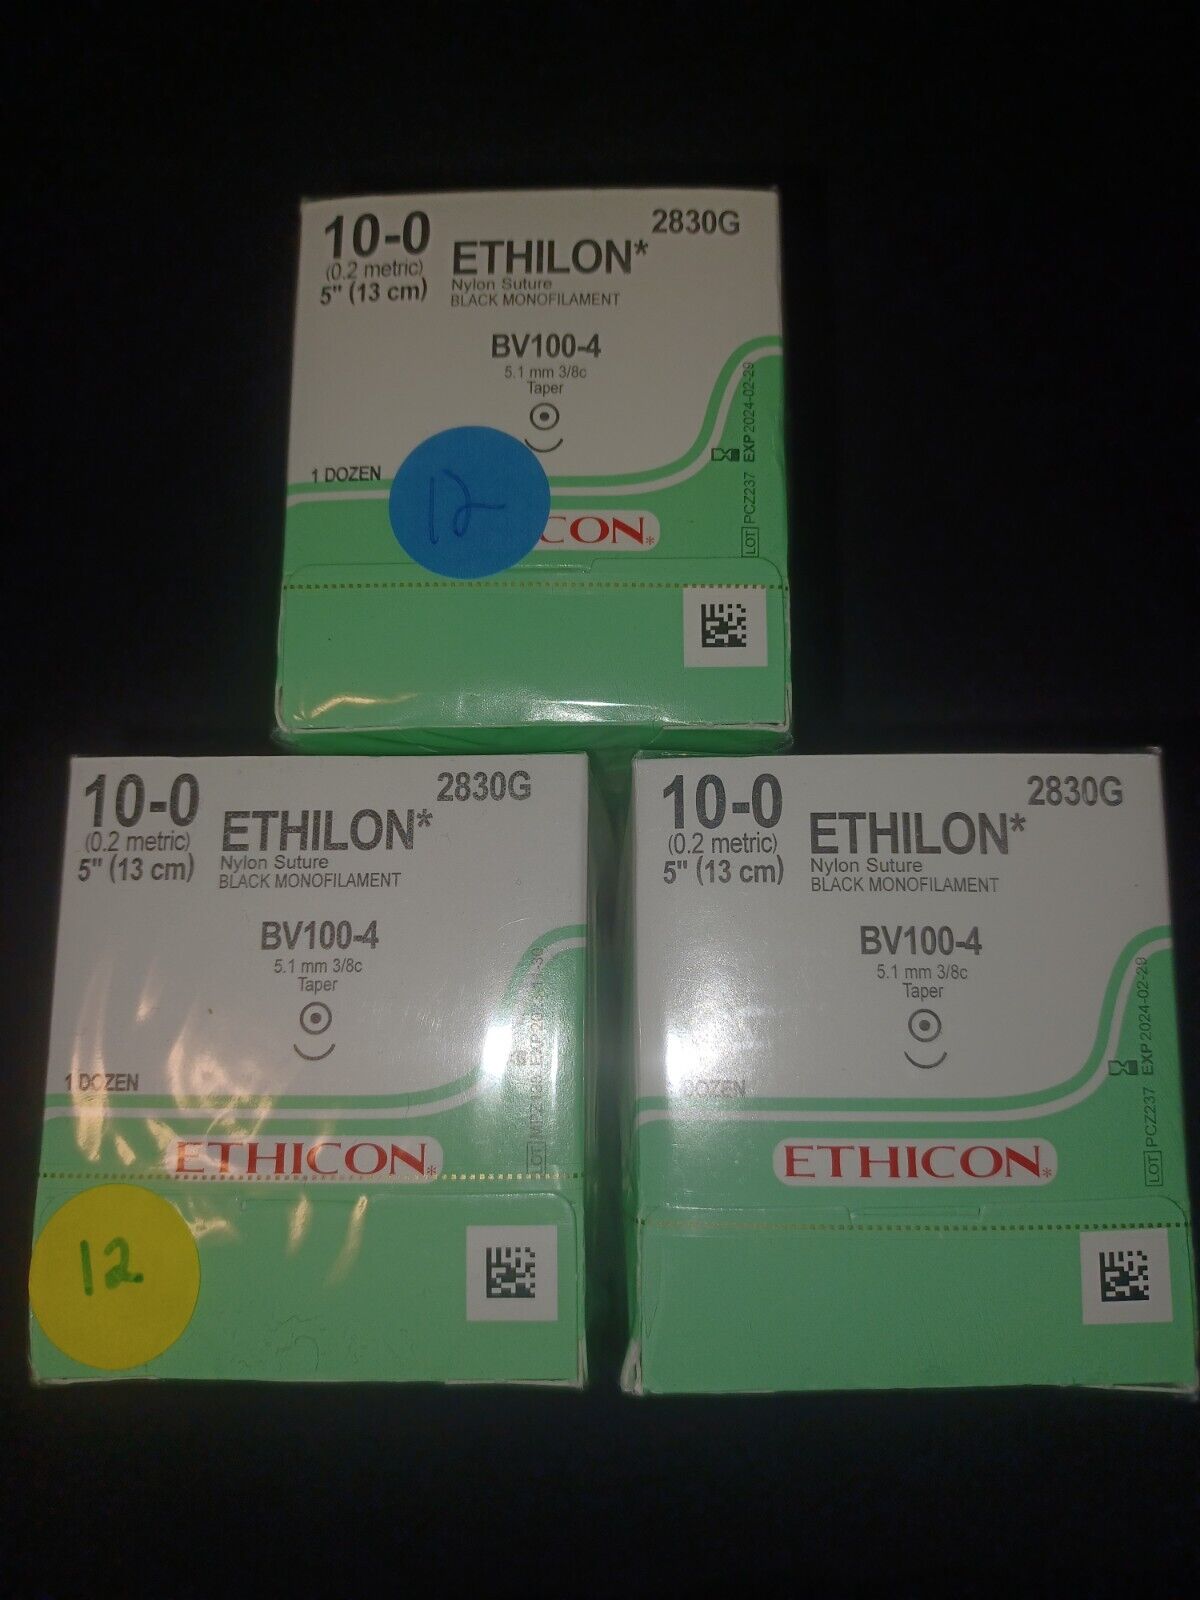 10-0
(0.2 metric)
5" (13 cm)
ETHILON*
Nylon Suture
BLACK MONOFILAMENT
2830G
BV100-4
5.1 mm 3/8c
Taper
1 DOZEN
12
CON*
LOT PCZ237 EXP 2024-02-29
10-0
(0.2 metric)
5" (13 cm)
ETHILON*
Nylon Suture
BLACK MONOFILAMENT
2830G
BV100-4
5.1 mm 3/8c
Taper
1 DOZEN
ETHICON*
LOT
12
10-0
(0.2 metric)
5" (13 cm)
ETHILON*
Nylon Suture
BLACK MONOFILAMENT
2830G
BV100-4
5.1 mm 3/8c
Taper
DOZEN
ETHICON*
LOT PCZ237 EXP 2024-02-29